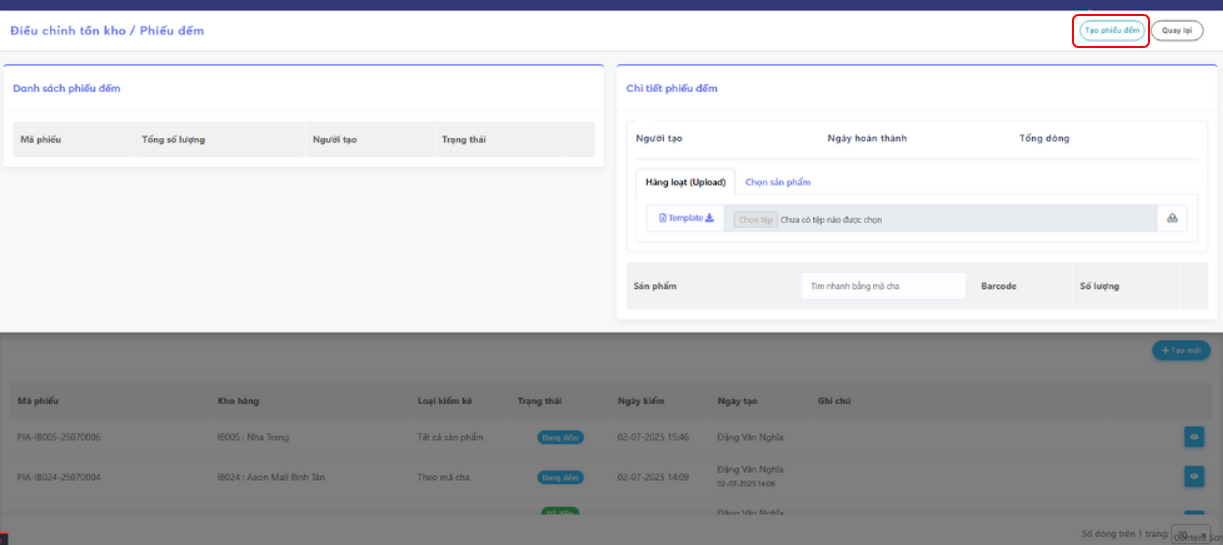 Điều chỉnh tồn kho / Phiếu đếm
Tạo phiếu đếm
Quay lại
Danh sách phiếu đếm
Mã phiếu Tổng số lượng Người tạo Trạng thái
Chi tiết phiếu đếm
Người tạo Ngày hoàn thành Tổng dòng
Hàng loạt (Upload) Chọn sản phẩm
Template Chọn tệp Chưa có tệp nào được chọn
Sản phẩm Tìm nhanh bằng mã cha Barcode Số lượng
+ Tạo mới
Mã phiếu Kho hàng Loại kiểm kê Trạng thái Ngày kiểm Ngày tạo Ghi chú
PIA-IB005-25070006 IB005 : Nha Trang Tất cả sản phẩm Đang đếm 02-07-2025 15:46 Đặng Văn Nghĩa
PIA-IB024-25070004 IB024 : Aeon Mall Bình Tân Theo mã cha Đang đếm 02-07-2025 14:09 Đặng Văn Nghĩa
02-07-2025 14:06
Đã đếm Đặng Văn Nghĩa
Số dòng trên 1 trang: 20